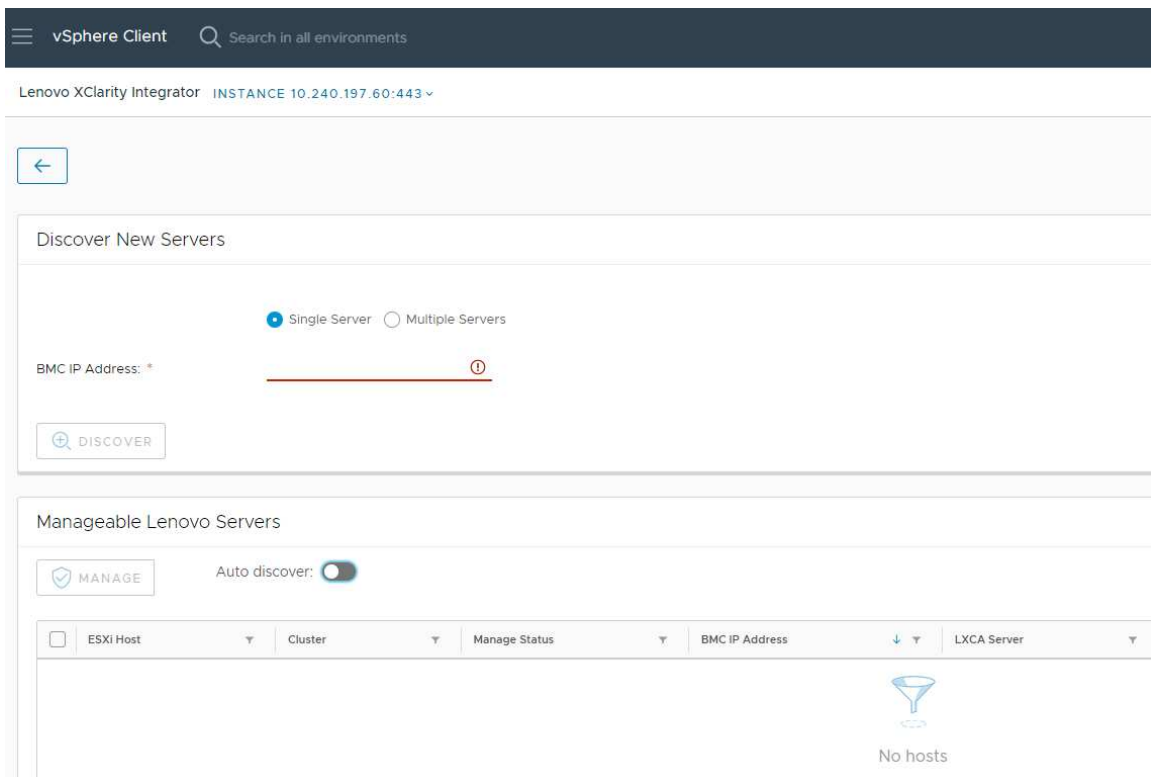 vSphere Client Search in all environments
Lenovo XClarity Integrator INSTANCE 10.240.197.60:443
Discover New Servers
Single Server Multiple Servers
BMC IP Address: *
DISCOVER
Manageable Lenovo Servers
MANAGE Auto discover:
ESXi Host Cluster Manage Status BMC IP Address LXCA Server
No hosts